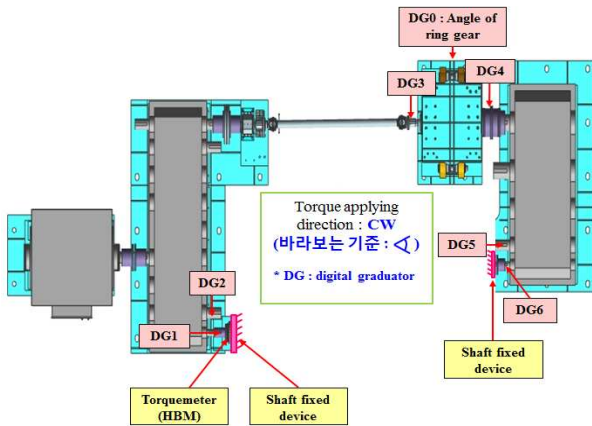 DG0 : Angle of
ring gear
DG3
DG4
Torque applying
direction : CW
(바라보는 기준 : )
* DG : digital graduator
DG5
DG2
DG6
DG1
Shaft fixed
device
Torquemeter
(HBM)
Shaft fixed
device